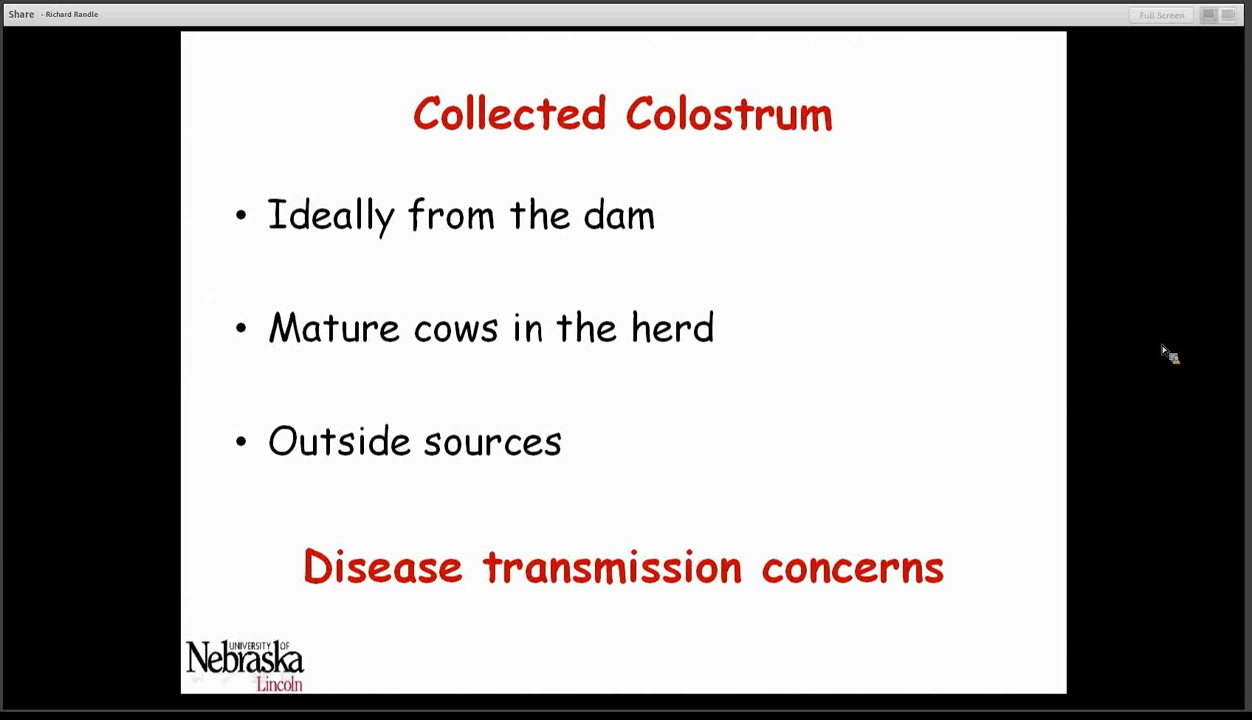 Share - Richard Randle
Full Screen
Collected Colostrum
• Ideally from the dam
• Mature cows in the herd
• Outside sources
Disease transmission concerns
UNIVERSITY OF
Nebraska
Lincoln